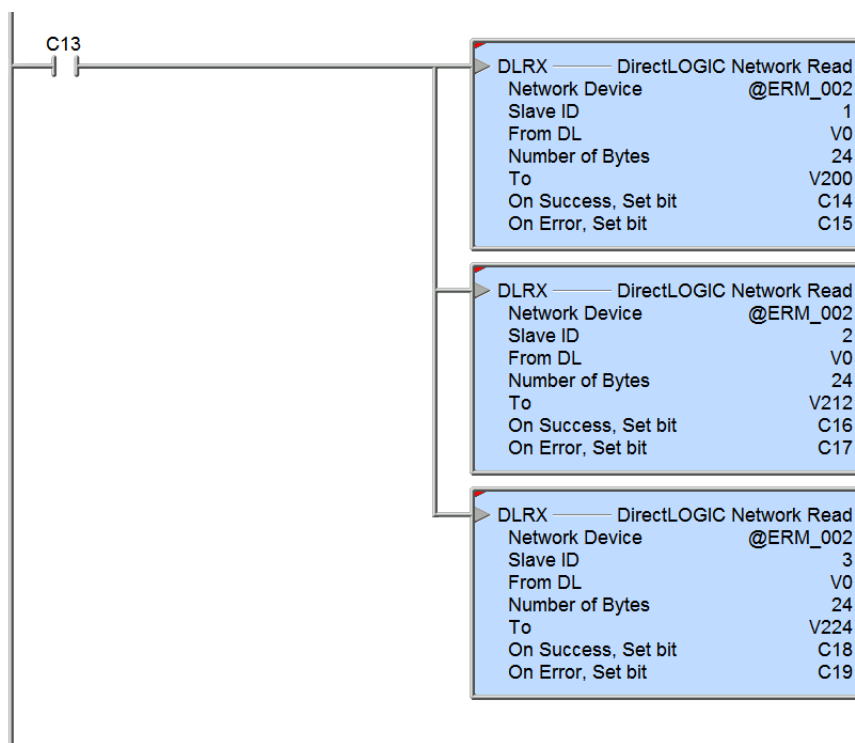 C13
DLRX DirectLOGIC Network Read
Network Device @ERM_002
Slave ID 1
From DL V0
Number of Bytes 24
To V200
On Success, Set bit C14
On Error, Set bit C15
DLRX DirectLOGIC Network Read
Network Device @ERM_002
Slave ID 2
From DL V0
Number of Bytes 24
To V212
On Success, Set bit C16
On Error, Set bit C17
DLRX DirectLOGIC Network Read
Network Device @ERM_002
Slave ID 3
From DL V0
Number of Bytes 24
To V224
On Success, Set bit C18
On Error, Set bit C19